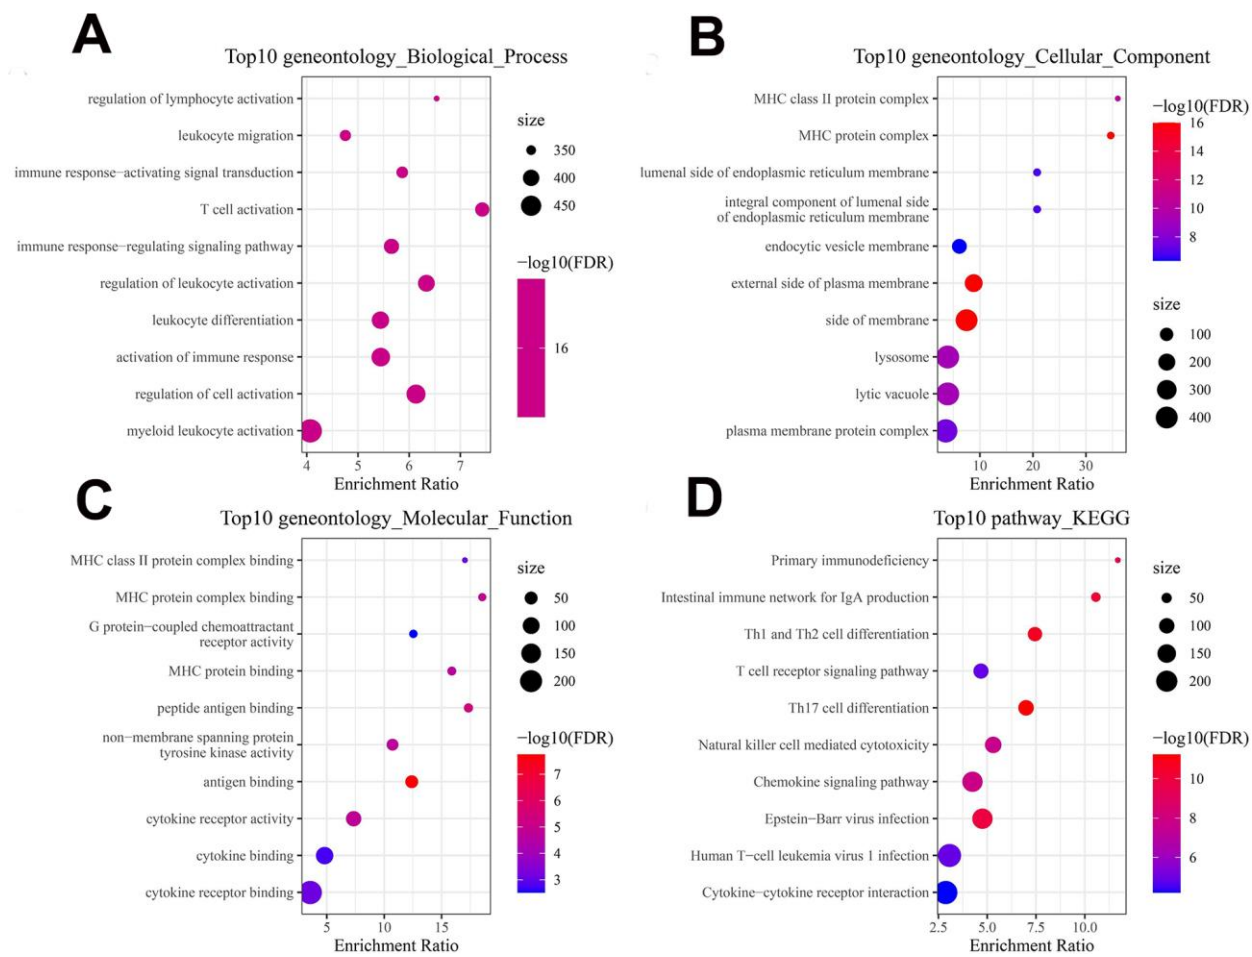 A
Top10 geneontology_Biological_Process
regulation of lymphocyte activation
leukocyte migration
immune response−activating signal transduction
T cell activation
immune response−regulating signaling pathway
regulation of leukocyte activation
leukocyte differentiation
activation of immune response
regulation of cell activation
myeloid leukocyte activation
4 5 6 7
Enrichment Ratio
size
350
400
450
−log10(FDR)
16
B
Top10 geneontology_Cellular_Component
MHC class II protein complex
MHC protein complex
lumenal side of endoplasmic reticulum membrane
integral component of lumenal side
of endoplasmic reticulum membrane
endocytic vesicle membrane
external side of plasma membrane
side of membrane
lysosome
lytic vacuole
plasma membrane protein complex
10 20 30
Enrichment Ratio
−log10(FDR)
16
14
12
10
8
size
100
200
300
400
C
Top10 geneontology_Molecular_Function
MHC class II protein complex binding
MHC protein complex binding
G protein−coupled chemoattractant
receptor activity
MHC protein binding
peptide antigen binding
non−membrane spanning protein
tyrosine kinase activity
antigen binding
cytokine receptor activity
cytokine binding
cytokine receptor binding
5 10 15
Enrichment Ratio
size
50
100
150
200
−log10(FDR)
7
6
5
4
3
D
Top10 pathway_KEGG
Primary immunodeficiency
Intestinal immune network for IgA production
Th1 and Th2 cell differentiation
T cell receptor signaling pathway
Th17 cell differentiation
Natural killer cell mediated cytotoxicity
Chemokine signaling pathway
Epstein−Barr virus infection
Human T−cell leukemia virus 1 infection
Cytokine−cytokine receptor interaction
2.5 5.0 7.5 10.0
Enrichment Ratio
size
50
100
150
200
−log10(FDR)
10
8
6